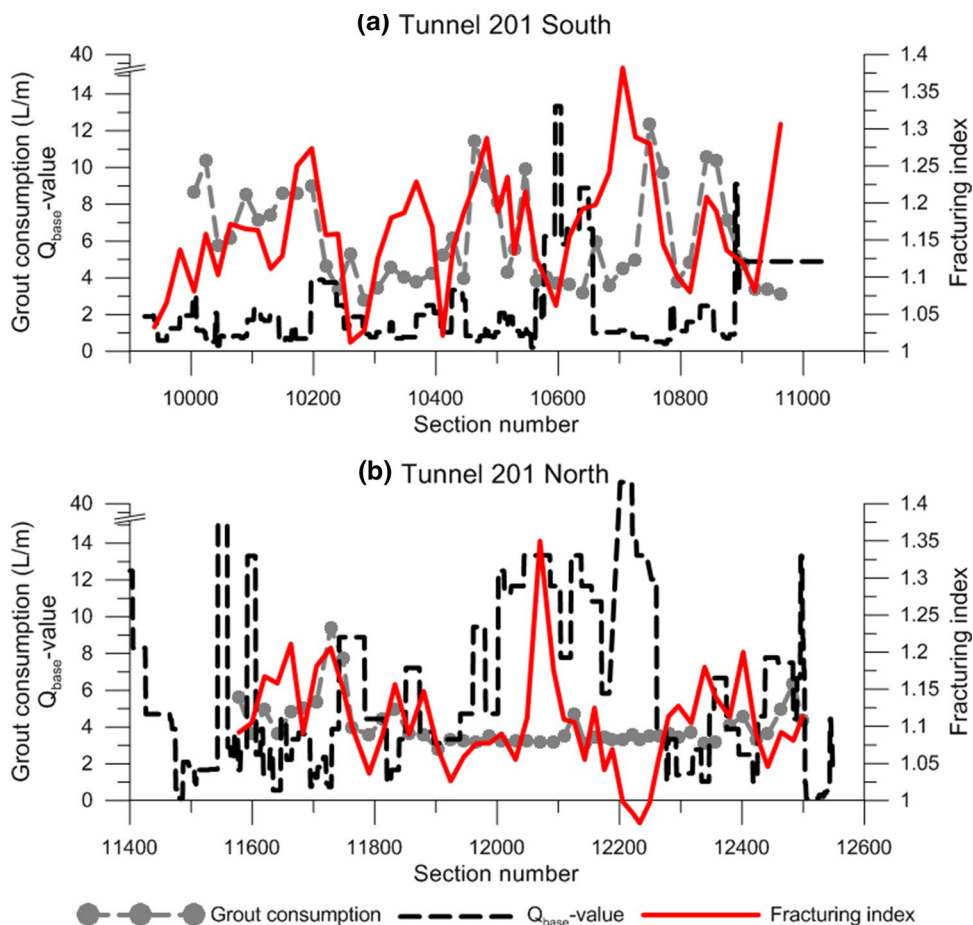 (a) Tunnel 201 South
40
14
12
10
8
6
4
2
0
Grout consumption (L/m)
Qbase-value
1.4
1.35
1.3
1.25
1.2
1.15
1.1
1.05
1
Fracturing index
10000 10200 10400 10600 10800 11000
Section number
(b) Tunnel 201 North
40
14
12
10
8
6
4
2
0
Grout consumption (L/m)
Qbase-value
1.4
1.35
1.3
1.25
1.2
1.15
1.1
1.05
1
Fracturing index
11400 11600 11800 12000 12200 12400 12600
Section number
Grout consumption Qbase-value Fracturing index